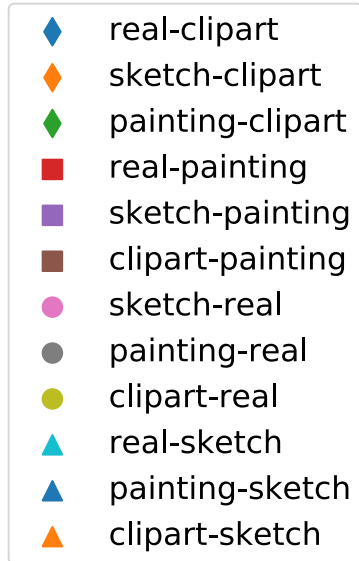 real-clipart
sketch-clipart
painting-clipart
real-painting
sketch-painting
clipart-painting
sketch-real
painting-real
clipart-real
real-sketch
painting-sketch
clipart-sketch